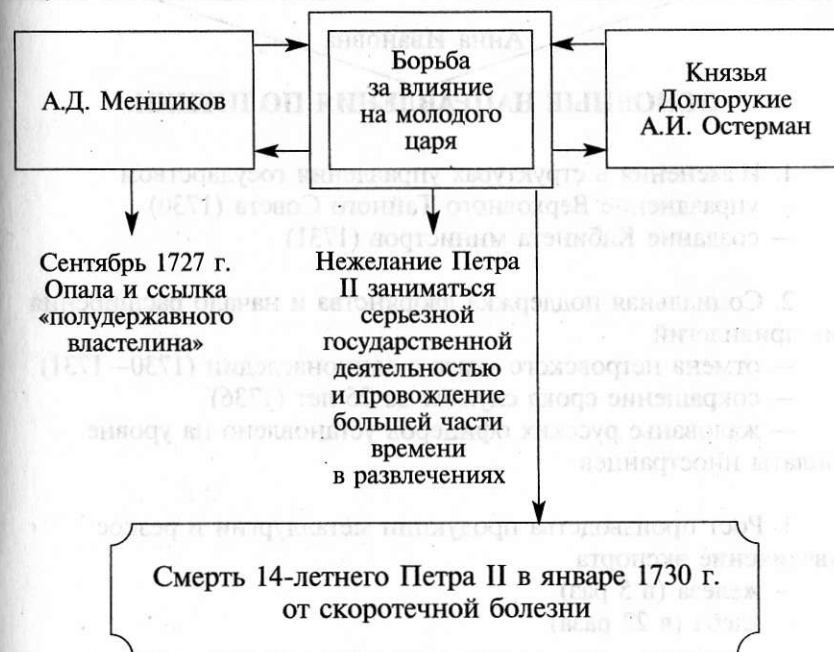 А.Д. Меншиков
Борьба
за влияние
на молодого
царя
Князья
Долгорукие
А.И. Остерман
Сентябрь 1727 г.
Опала и ссылка
«полудержавного
властелина»
Нежелание Петра
II заниматься
серьезной
государственной
деятельностью
и провождение
большей части
времени
в развлечениях
Смерть 14-летнего Петра II в январе 1730 г.
от скоротечной болезни